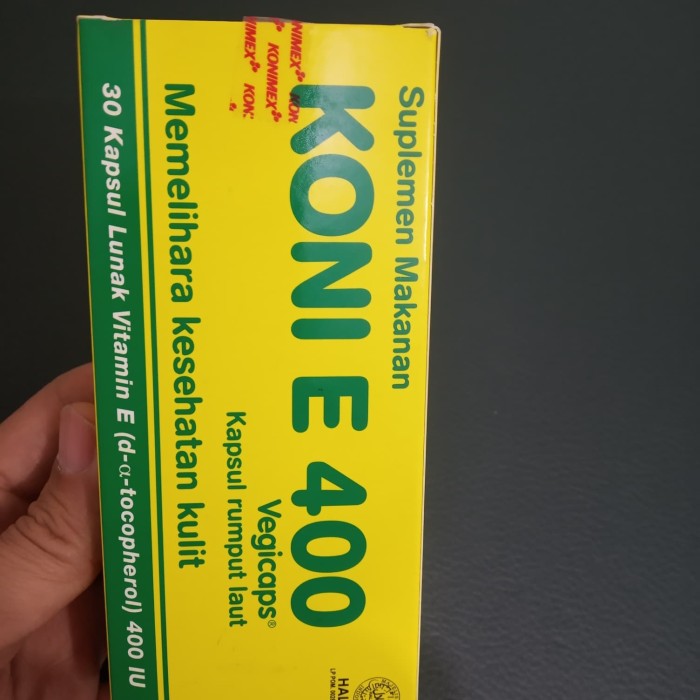 KONIMEX
KONIMEX
Suplemen Makanan
KONI E 400
Vegicaps®
Kapsul rumput laut
Memelihara kesehatan kulit
30 Kapsul Lunak Vitamin E (d-α-tocopherol) 400 IU